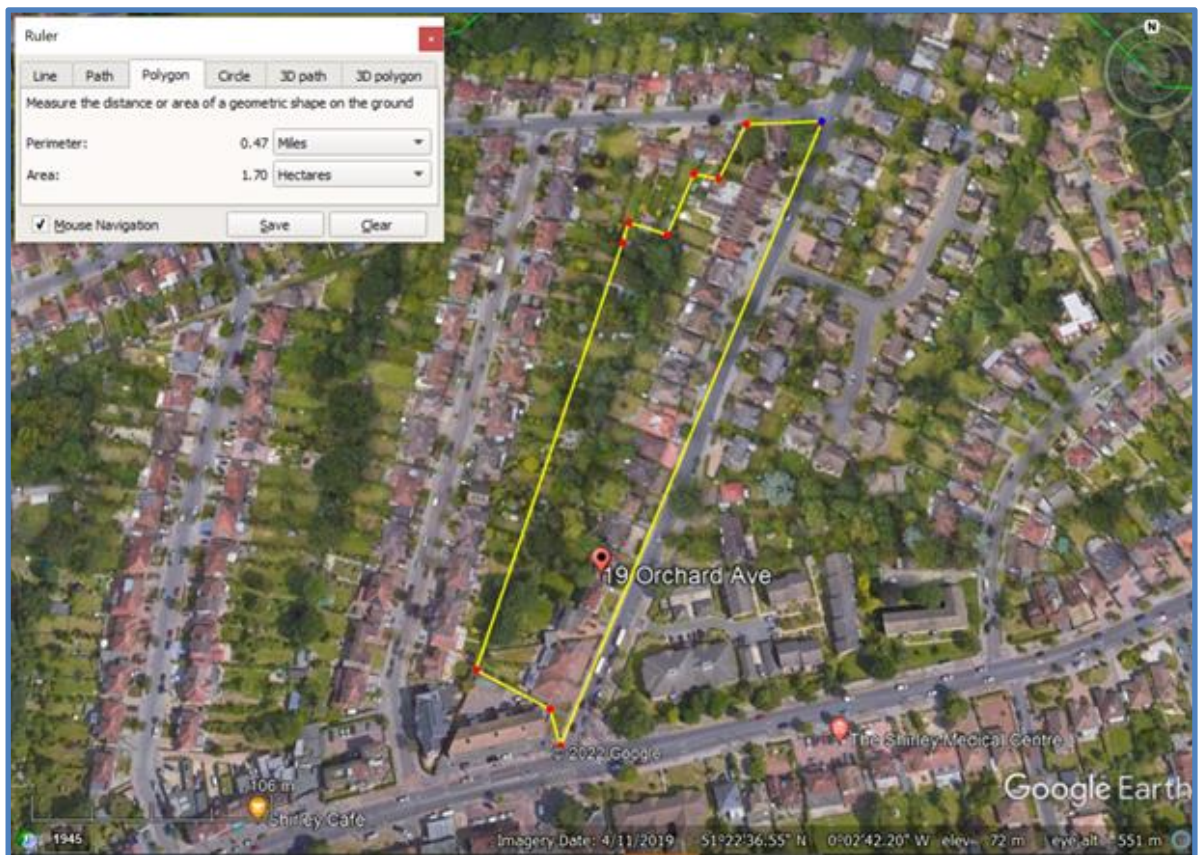 Ruler
Line Path Polygon Circle 3D path 3D polygon
Measure the distance or area of a geometric shape on the ground
Perimeter: 0.47 Miles
Area: 1.70 Hectares
Mouse Navigation Save Clear
N
19 Orchard Ave
© 2022 Google
The Shirley Medical Centre
106 m
Shirley Cafe
Google Earth
1945
Imagery Date: 4/11/2019 51°22'36.55" N 0°02'42.20" W elev 72 m eye alt 551 m